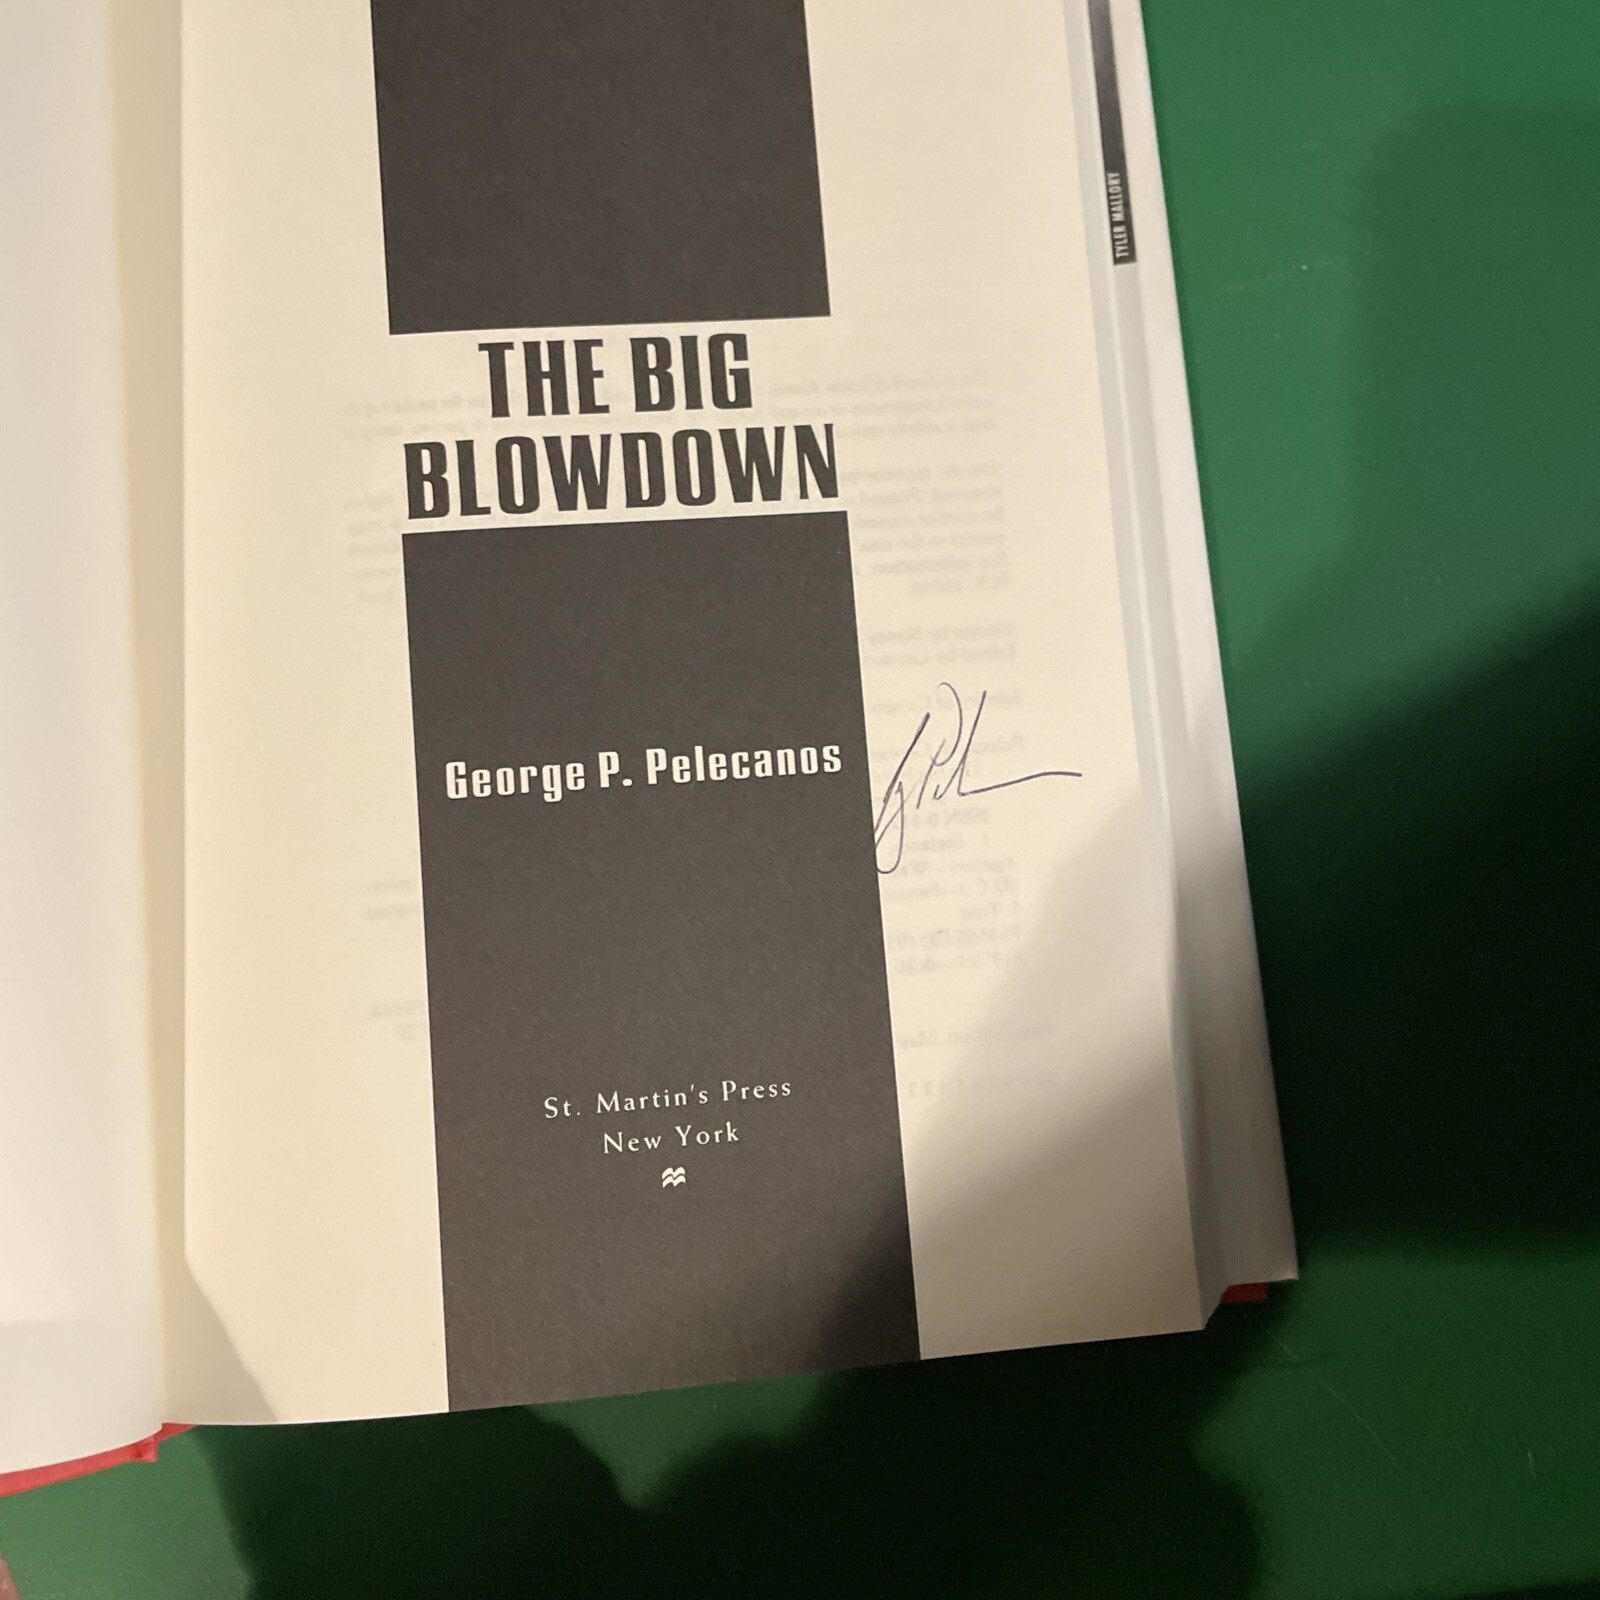 THE BIG
BLOWDOWN
George P. Pelecanos
St. Martin's Press
New York
TYLER MALLORY